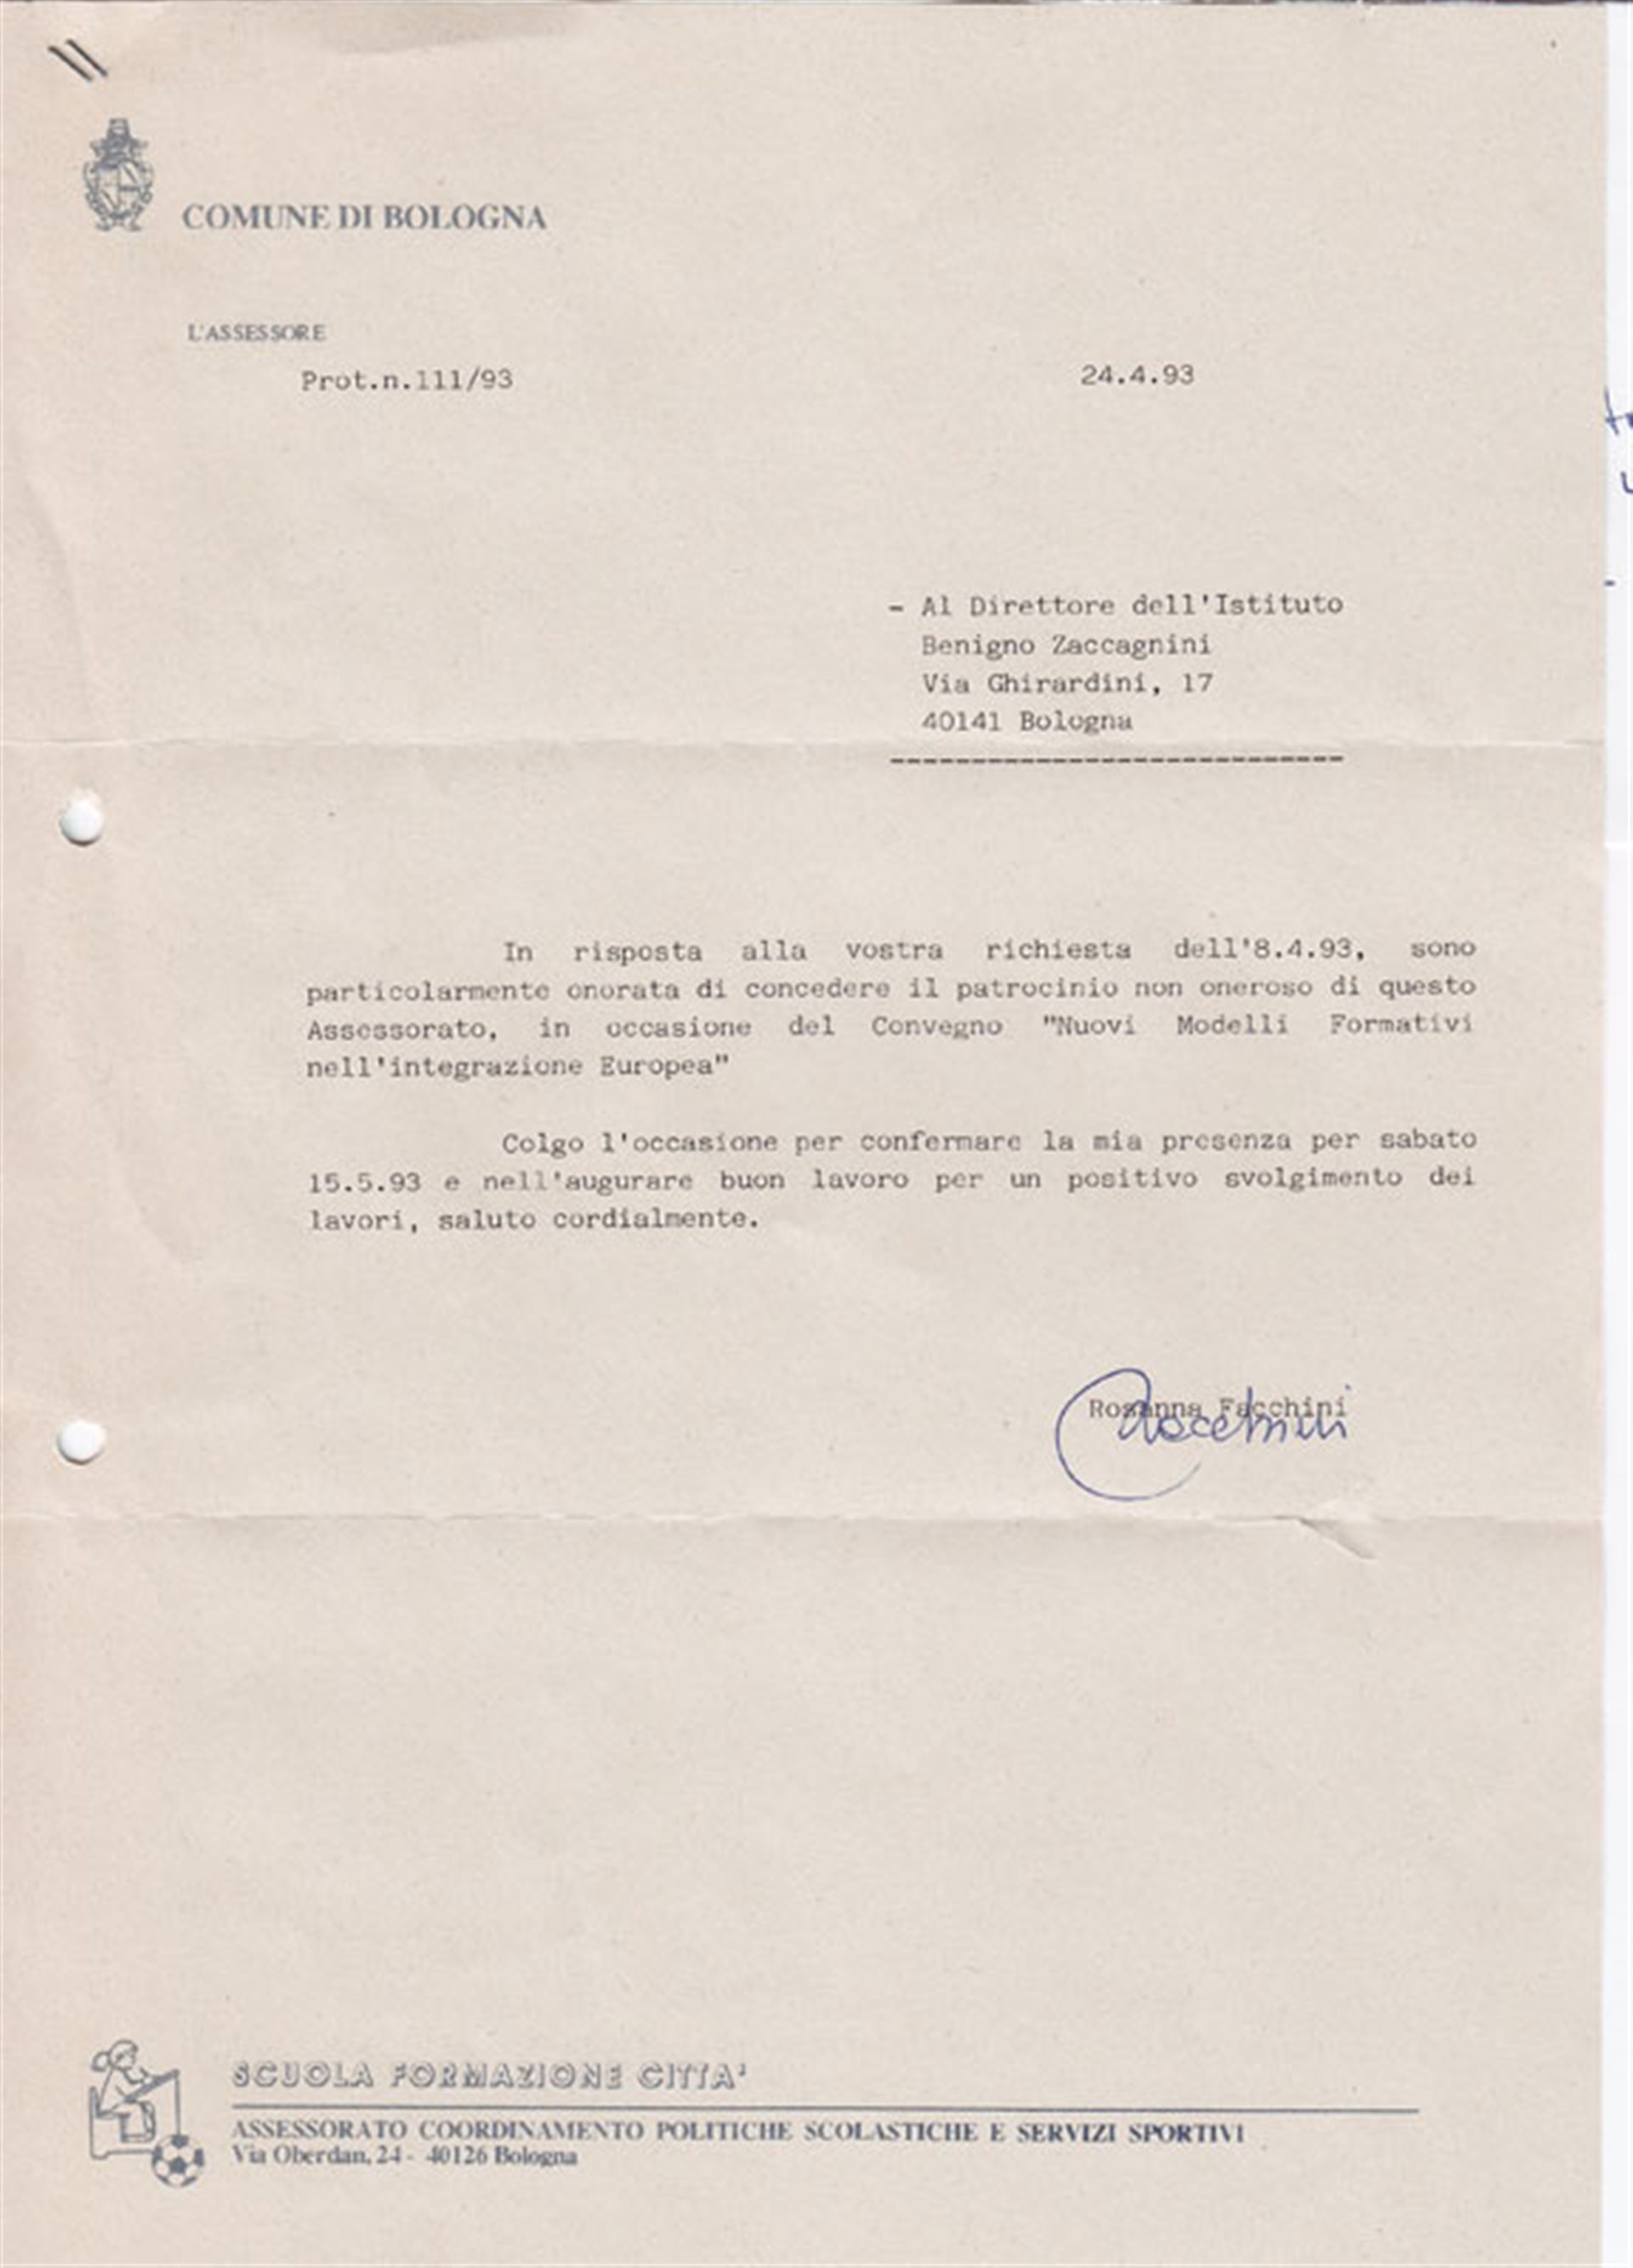 COMUNE DI BOLOGNA
L'ASSESSORE
Prot.n.111/93
24.4.93
- Al Direttore dell'Istituto
Benigno Zaccagnini
Via Ghirardini, 17
40141 Bologna
In risposta alla vostra richiesta dell'8.4.93, sono
particolarmente onorata di concedere il patrocinio non oneroso di questo
Assessorato, in occasione del Convegno "Nuovi Modelli Formativi
nell'integrazione Europea"
Colgo l'occasione per confermare la mia presenza per sabato
15.5.93 e nell'augurare buon lavoro per un positivo svolgimento dei
lavori, saluto cordialmente.
Rosanna Facchini
Facchini
SCUOLA FORMAZIONE CITTA'
ASSESSORATO COORDINAMENTO POLITICHE SCOLASTICHE E SERVIZI SPORTIVI
Via Oberdan, 24 - 40126 Bologna